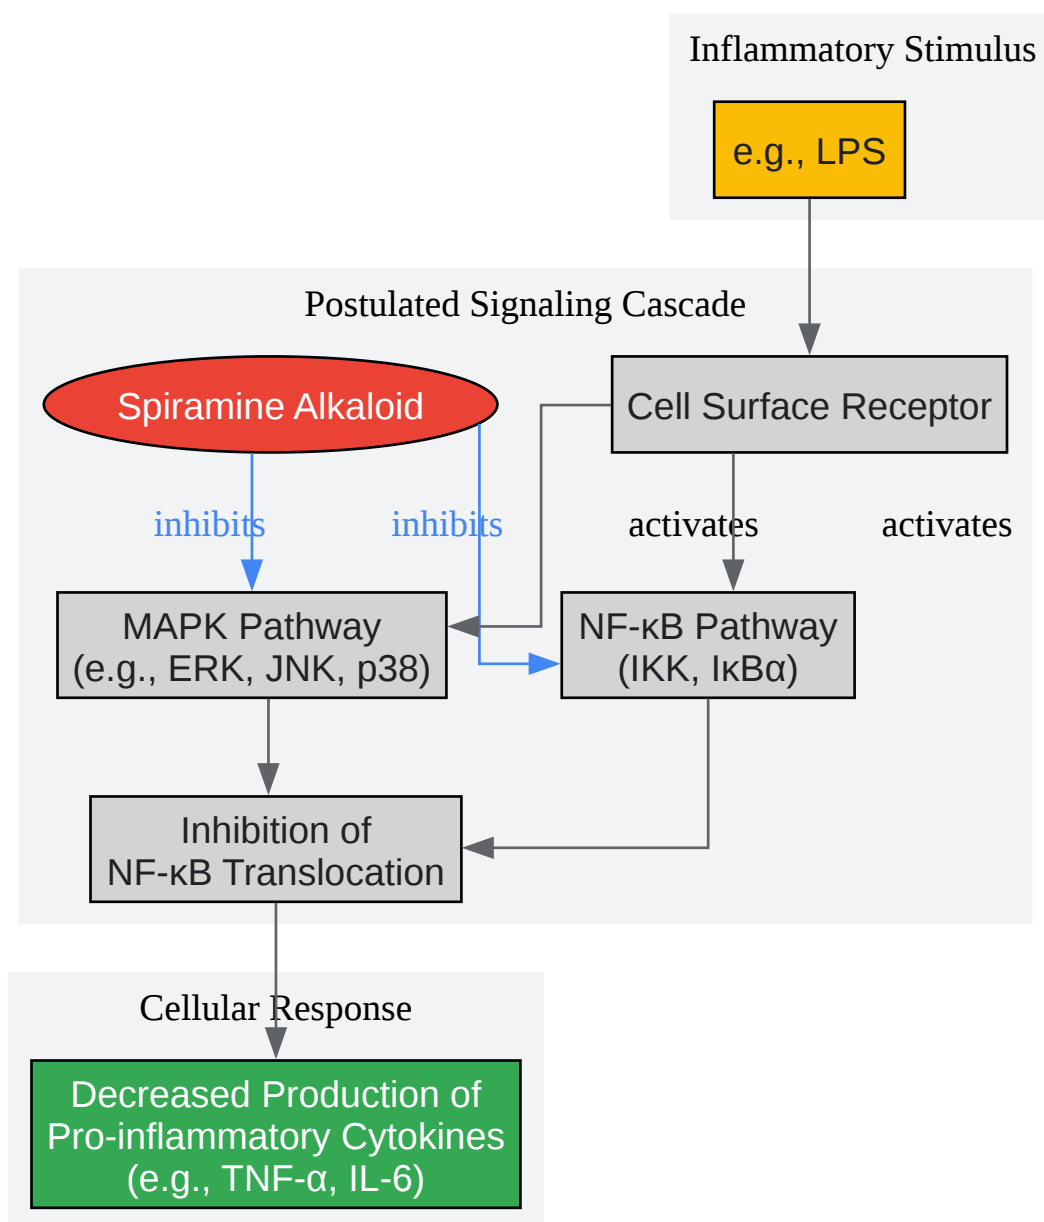 Inflammatory Stimulus
e.g., LPS
Postulated Signaling Cascade
Spiramine Alkaloid
Cell Surface Receptor
inhibits
inhibits
activates
activates
MAPK Pathway
(e.g., ERK, JNK, p38)
NF-κB Pathway
(IKK, IκBα)
Inhibition of
NF-κB Translocation
Cellular Response
Decreased Production of
Pro-inflammatory Cytokines
(e.g., TNF-α, IL-6)